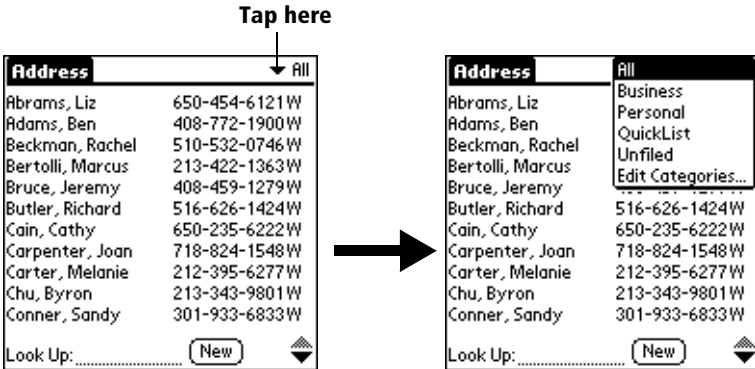 Tap here
Address All
Abrams, Liz 650-454-6121W
Adams, Ben 408-772-1900W
Beckman, Rachel 510-532-0746W
Bertolli, Marcus 213-422-1363W
Bruce, Jeremy 408-459-1279W
Butler, Richard 516-626-1424W
Cain, Cathy 650-235-6222W
Carpenter, Joan 718-824-1548W
Carter, Melanie 212-395-6277W
Chu, Byron 213-343-9801W
Conner, Sandy 301-933-6833W
Look Up: New
Address All
Business
Personal
QuickList
Unfiled
Edit Categories...
Abrams, Liz
Adams, Ben
Beckman, Rachel
Bertolli, Marcus
Bruce, Jeremy
Butler, Richard 516-626-1424W
Cain, Cathy 650-235-6222W
Carpenter, Joan 718-824-1548W
Carter, Melanie 212-395-6277W
Chu, Byron 213-343-9801W
Conner, Sandy 301-933-6833W
Look Up: New